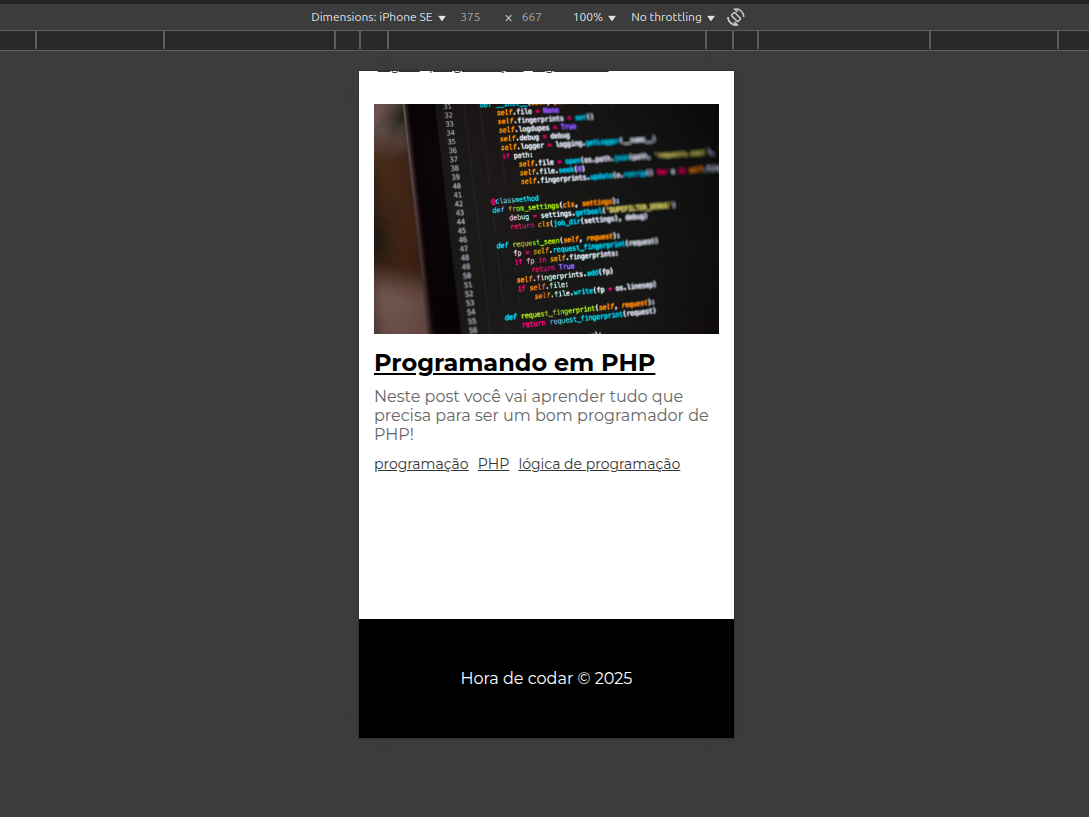 Dimensions: iPhone SE 375 × 667 100% No throttling
31 def __init__(self,
32 self.file = None
33 self.fingerprints = set()
34 self.logdupes = True
35 self.debug = debug
36 self.logger = logging.getLogger(__name__)
37 if path:
38 self.file = open(os.path.join(path, 'requests.seen'),
39 self.file.seek(0)
40 self.fingerprints.update(
41
42 @classmethod
43 def from_settings(cls, settings):
44 debug = settings.getbool('DUPEFILTER_DEBUG')
45 return cls(job_dir(settings), debug)
46
47 def request_seen(self, request):
48 fp = self.request_fingerprint(request)
49 if fp in self.fingerprints:
50 return True
51 self.fingerprints.add(fp)
52 if self.file:
53 self.file.write(fp + os.linesep)
54
55 def request_fingerprint(self, request):
56 return request_fingerprint(request)
Programando em PHP
Neste post você vai aprender tudo que
precisa para ser um bom programador de
PHP!
programação PHP lógica de programação
Hora de codar © 2025